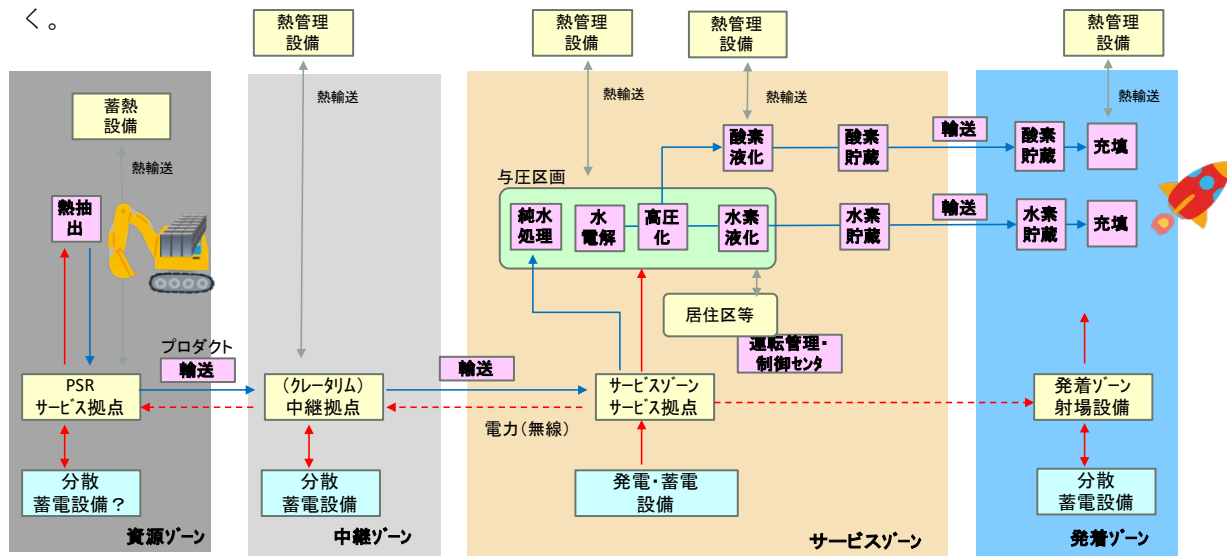 く。
熱管理
設備
熱管理
設備
熱管理
設備
熱管理
設備
熱管理
設備
蓄熱
設備
熱輸送
熱輸送
熱輸送
熱輸送
熱輸送
熱抽
出
酸素
液化
酸素
貯蔵
輸送
酸素
貯蔵
充填
与圧区画
純水
処理
水
電解
高圧
化
水素
液化
水素
貯蔵
輸送
水素
貯蔵
充填
居住区等
運転管理・
制御センタ
プロダクト
輸送
輸送
PSR
サービス拠点
(クレータリム)
中継拠点
サービスゾーン
サービス拠点
発着ゾーン
射場設備
電力(無線)
分散
蓄電設備?
分散
蓄電設備
発電・蓄電
設備
分散
蓄電設備
資源ゾーン
中継ゾーン
サービスゾーン
発着ゾーン